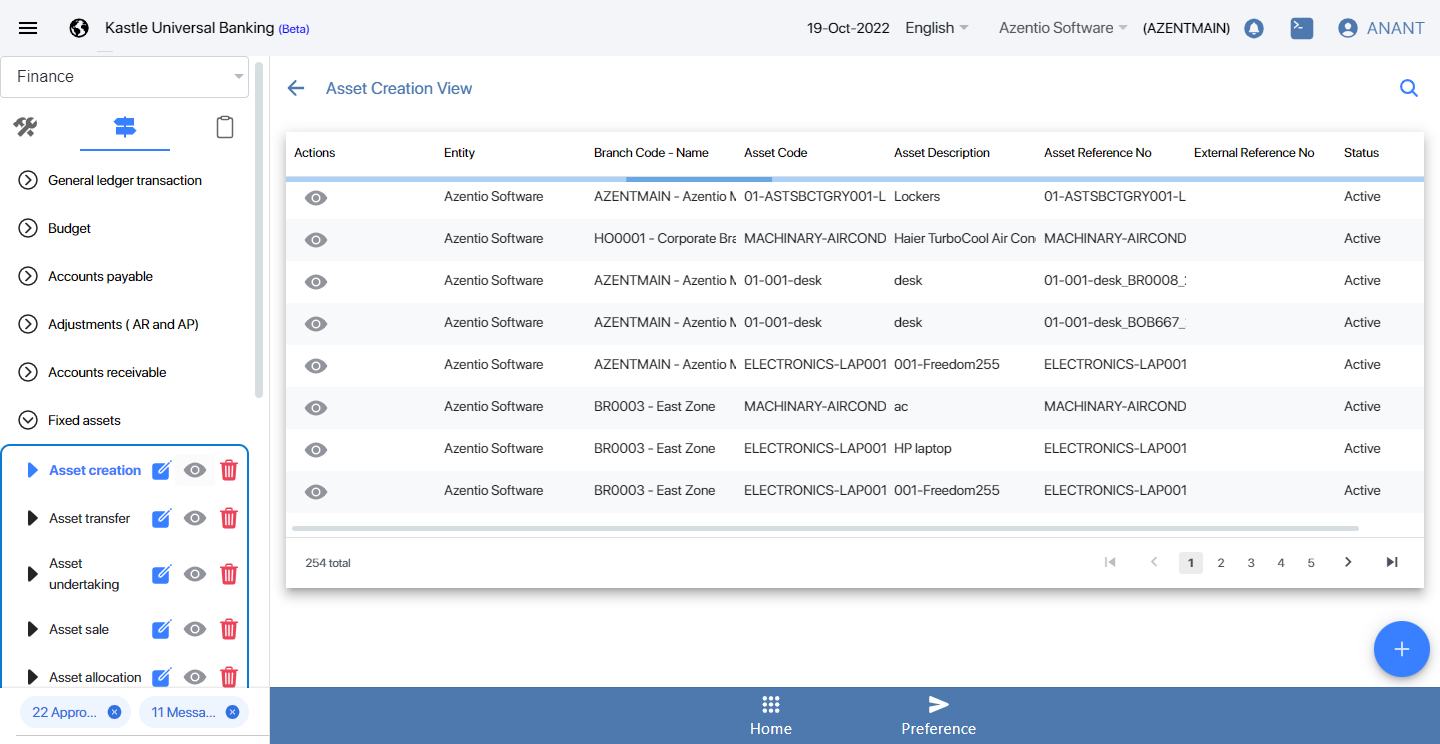 Kastle Universal Banking (Beta)
19-Oct-2022
English
Azentio Software
(AZENTMAIN)
ANANT
Finance
General ledger transaction
Budget
Accounts payable
Adjustments ( AR and AP)
Accounts receivable
Fixed assets
Asset creation
Asset transfer
Asset
undertaking
Asset sale
Asset allocation
22 Appro...
11 Messa...
Asset Creation View
Actions Entity Branch Code - Name Asset Code Asset Description Asset Reference No External Reference No Status
Azentio Software AZENTMAIN - Azentio M 01-ASTSBCTGRY001-L Lockers 01-ASTSBCTGRY001-L Active
Azentio Software HO0001 - Corporate Bra MACHINARY-AIRCOND Haier TurboCool Air Con MACHINARY-AIRCOND Active
Azentio Software AZENTMAIN - Azentio M 01-001-desk desk 01-001-desk_BR0008_ Active
Azentio Software AZENTMAIN - Azentio M 01-001-desk desk 01-001-desk_BOB667_ Active
Azentio Software AZENTMAIN - Azentio M ELECTRONICS-LAP001 001-Freedom255 ELECTRONICS-LAP001 Active
Azentio Software BR0003 - East Zone MACHINARY-AIRCOND ac MACHINARY-AIRCOND Active
Azentio Software BR0003 - East Zone ELECTRONICS-LAP001 HP laptop ELECTRONICS-LAP001 Active
Azentio Software BR0003 - East Zone ELECTRONICS-LAP001 001-Freedom255 ELECTRONICS-LAP001 Active
254 total
1 2 3 4 5
Home
Preference